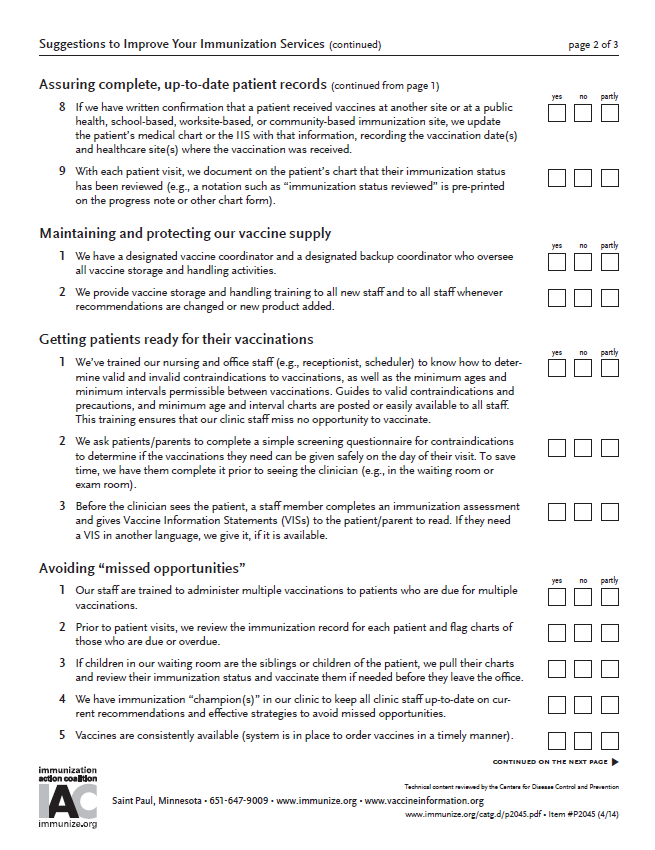 Suggestions to Improve Your Immunization Services (continued) page 2 of 3
Assuring complete, up-to-date patient records (continued from page 1)
yes no partly
8 If we have written confirmation that a patient received vaccines at another site or at a public
health, school-based, worksite-based, or community-based immunization site, we update
the patient's medical chart or the IIS with that information, recording the vaccination date(s)
and healthcare site(s) where the vaccination was received.
9 With each patient visit, we document on the patient's chart that their immunization status
has been reviewed (e.g., a notation such as “immunization status reviewed” is pre-printed
on the progress note or other chart form).
Maintaining and protecting our vaccine supply
yes no partly
1 We have a designated vaccine coordinator and a designated backup coordinator who oversee
all vaccine storage and handling activities.
2 We provide vaccine storage and handling training to all new staff and to all staff whenever
recommendations are changed or new product added.
Getting patients ready for their vaccinations
yes no partly
1 We've trained our nursing and office staff (e.g., receptionist, scheduler) to know how to deter-
mine valid and invalid contraindications to vaccinations, as well as the minimum ages and
minimum intervals permissible between vaccinations. Guides to valid contraindications and
precautions, and minimum age and interval charts are posted or easily available to all staff.
This training ensures that our clinic staff miss no opportunity to vaccinate.
2 We ask patients/parents to complete a simple screening questionnaire for contraindications
to determine if the vaccinations they need can be given safely on the day of their visit. To save
time, we have them complete it prior to seeing the clinician (e.g., in the waiting room or
exam room).
3 Before the clinician sees the patient, a staff member completes an immunization assessment
and gives Vaccine Information Statements (VISs) to the patient/parent to read. If they need
a VIS in another language, we give it, if it is available.
Avoiding “missed opportunities”
yes no partly
1 Our staff are trained to administer multiple vaccinations to patients who are due for multiple
vaccinations.
2 Prior to patient visits, we review the immunization record for each patient and flag charts of
those who are due or overdue.
3 If children in our waiting room are the siblings or children of the patient, we pull their charts
and review their immunization status and vaccinate them if needed before they leave the office.
4 We have immunization “champion(s)” in our clinic to keep all clinic staff up-to-date on cur-
rent recommendations and effective strategies to avoid missed opportunities.
5 Vaccines are consistently available (system is in place to order vaccines in a timely manner).
CONTINUED ON THE NEXT PAGE ▶
immunization
action coalition
IAC
immunize.org
Technical content reviewed by the Centers for Disease Control and Prevention
Saint Paul, Minnesota • 651-647-9009 • www.immunize.org • www.vaccineinformation.org
www.immunize.org/catg.d/p2045.pdf • Item #P2045 (4/14)